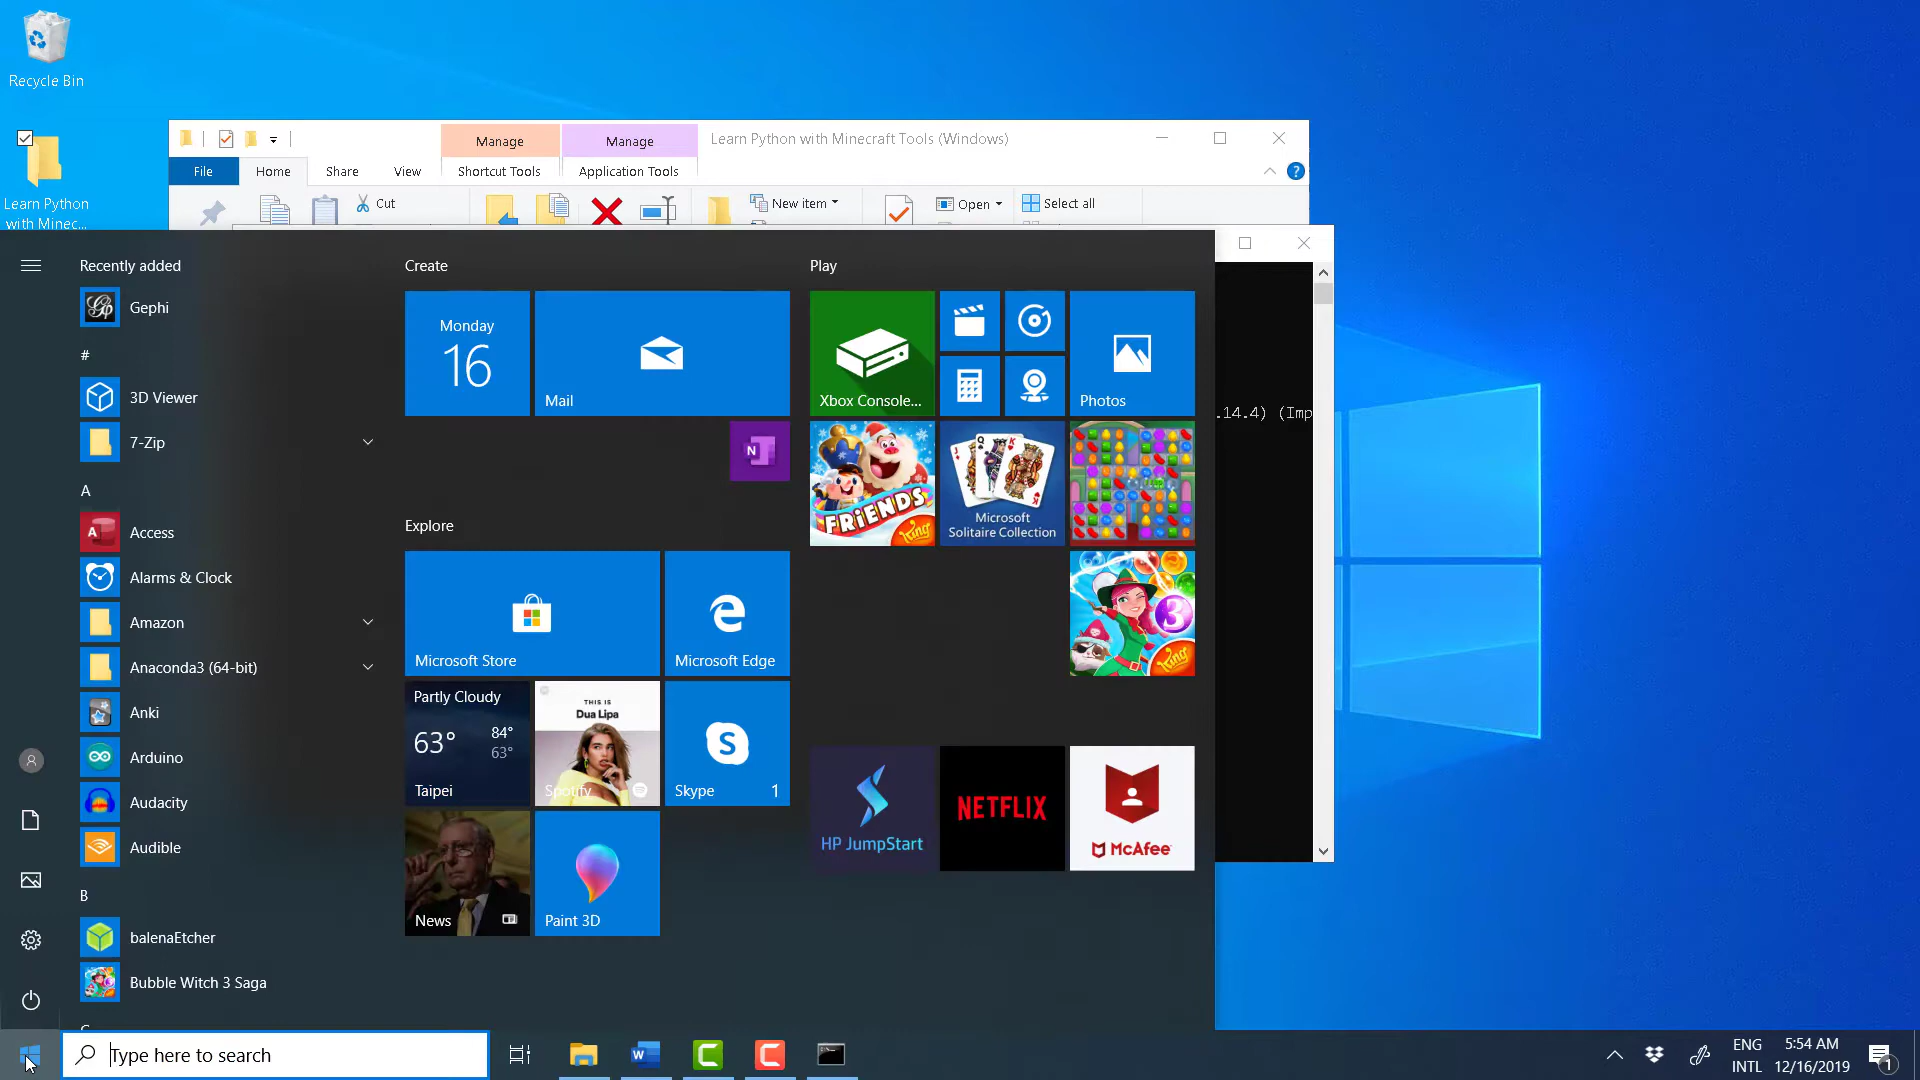 Recycle Bin
Learn Python
with Minec...
Manage
Manage
Learn Python with Minecraft Tools (Windows)
File
Home
Share
View
Shortcut Tools
Application Tools
Cut
New item
Open
Select all
.14.4) (Imp
Recently added
Gephi
#
3D Viewer
7-Zip
A
Access
Alarms & Clock
Amazon
Anaconda3 (64-bit)
Anki
Arduino
Audacity
Audible
B
balenaEtcher
Bubble Witch 3 Saga
Create
Monday
16
Mail
N
Explore
Microsoft Store
Microsoft Edge
Partly Cloudy
63°
84°
63°
Taipei
THIS IS
Dua Lipa
Spotify
Skype
1
News
Paint 3D
Play
Xbox Console...
Photos
FRiENDS
King
Microsoft
Solitaire Collection
3
King
HP JumpStart
NETFLIX
McAfee
Type here to search
ENG
INTL
5:54 AM
12/16/2019
1